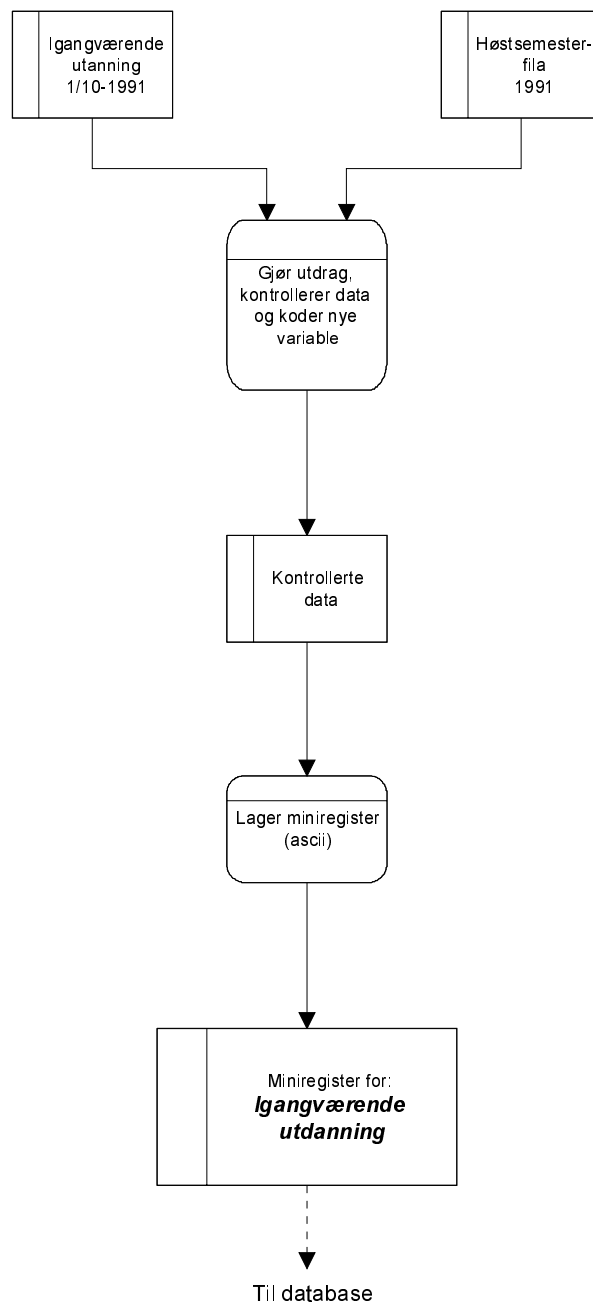 Igangværende
utanning
1/10-1991
Høstsemester-
fila
1991
Gjør utdrag,
kontrollerer data
og koder nye
variable
Kontrollerte
data
Lager miniregister
(ascii)
Miniregister for:
Igangværende
utdanning
Til database